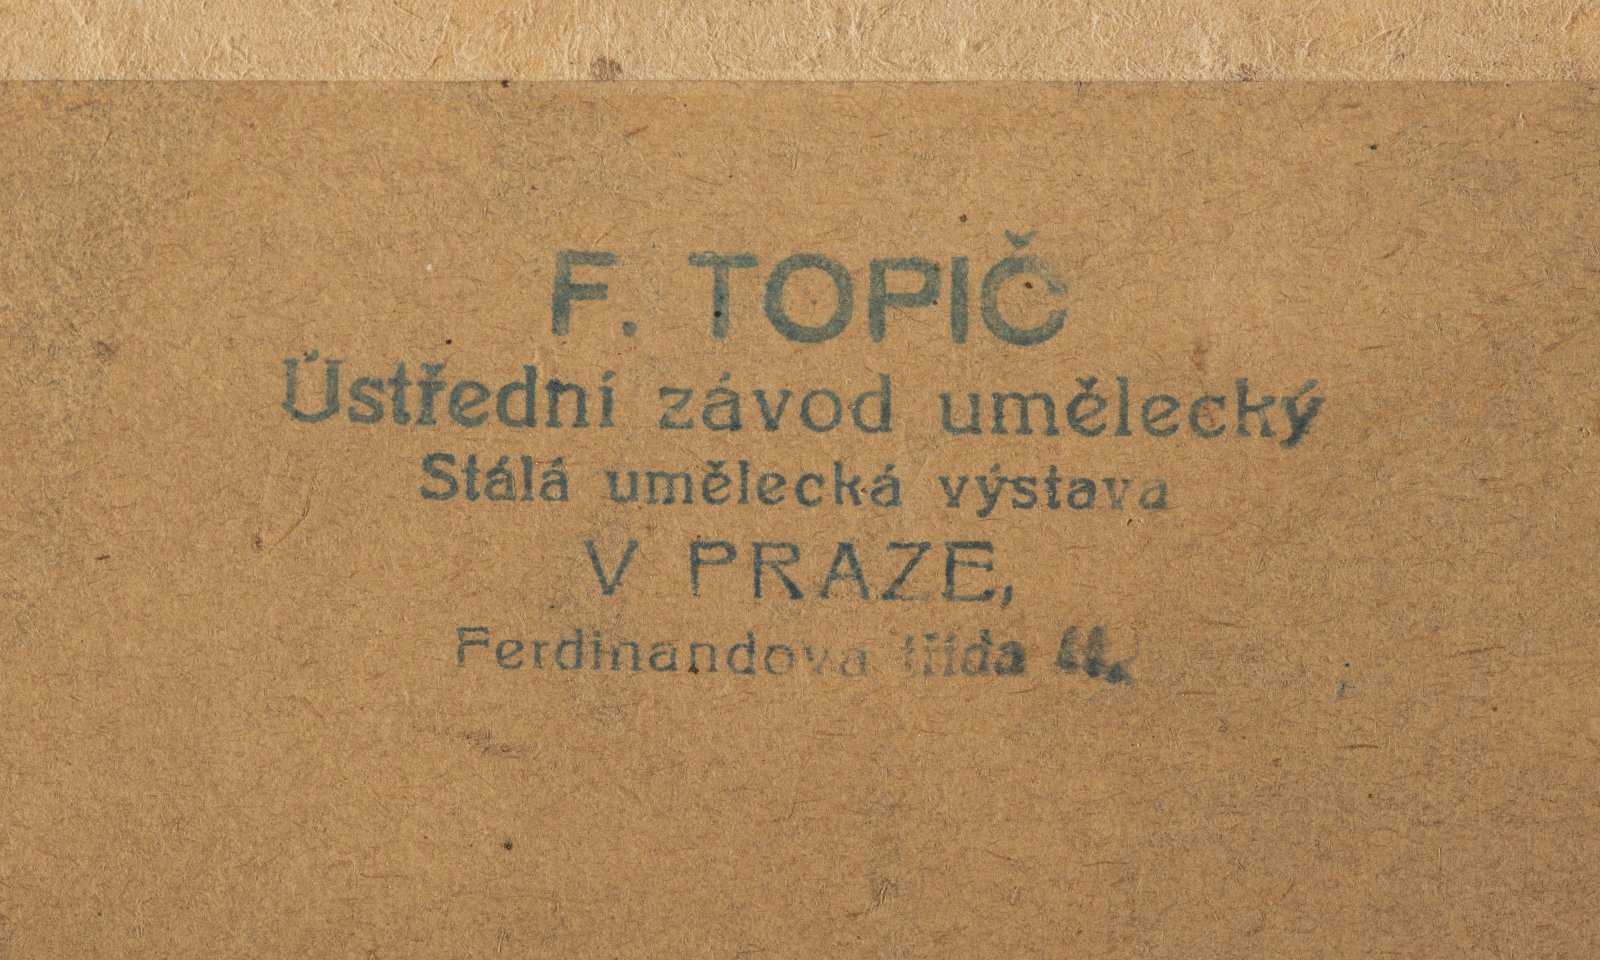 F. TOPIČ
Ústřední závod umělecký
Stálá umělecká výstava
V PRAZE,
Ferdinandova třída